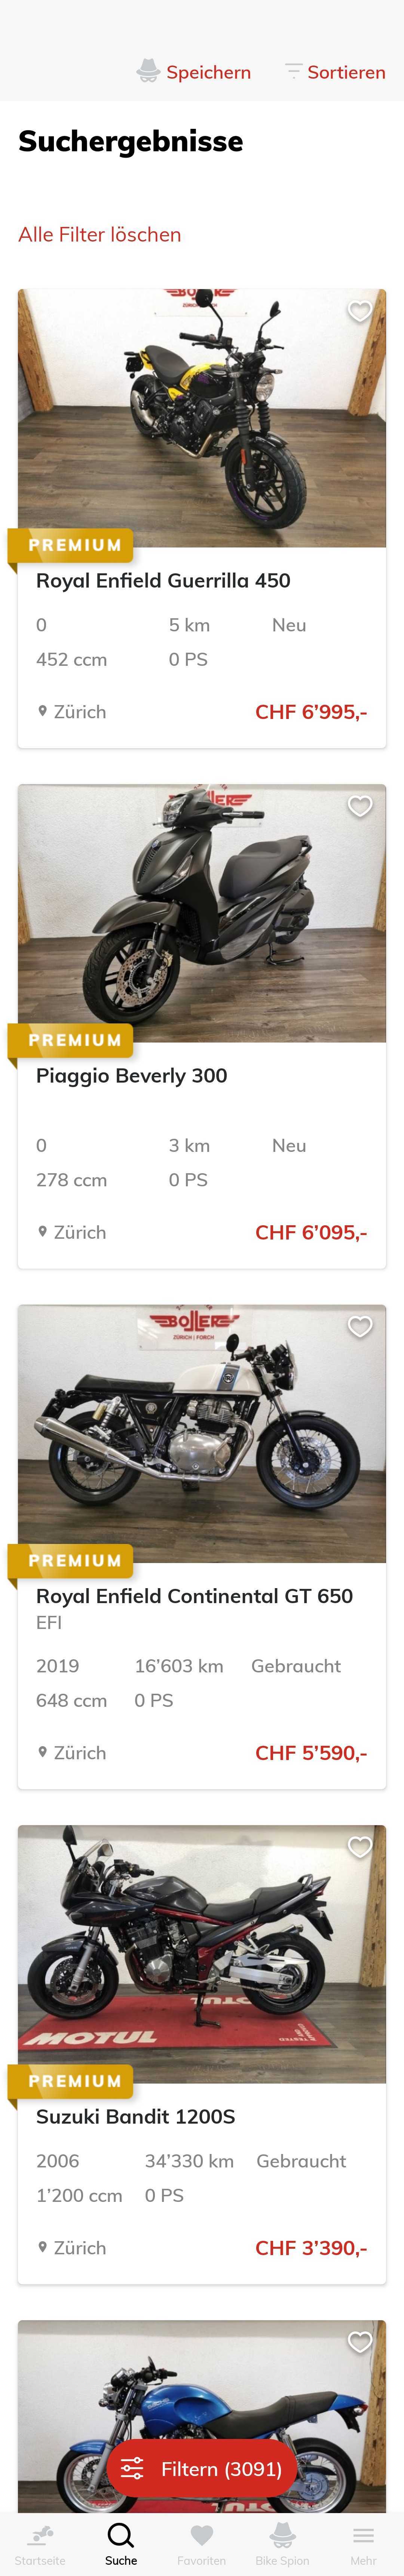 Speichern
Sortieren
Suchergebnisse
Alle Filter löschen
PREMIUM
Royal Enfield Guerrilla 450
0 5 km Neu
452 ccm 0 PS
Zürich CHF 6’995,-
PREMIUM
Piaggio Beverly 300
0 3 km Neu
278 ccm 0 PS
Zürich CHF 6’095,-
BOLLER
ZÜRICH | FORCH
PREMIUM
Royal Enfield Continental GT 650
EFI
2019 16’603 km Gebraucht
648 ccm 0 PS
Zürich CHF 5’590,-
MOTUL
PREMIUM
Suzuki Bandit 1200S
2006 34’330 km Gebraucht
1’200 ccm 0 PS
Zürich CHF 3’390,-
Filtern (3091)
Startseite Suche Favoriten Bike Spion Mehr